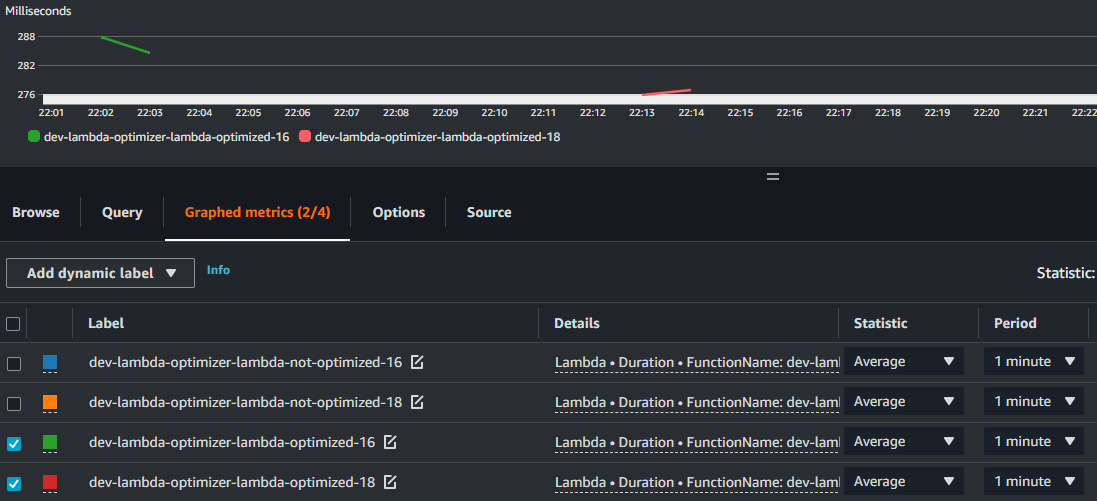 Milliseconds
288
282
276
22:01 22:02 22:03 22:04 22:05 22:06 22:07 22:08 22:09 22:10 22:11 22:12 22:13 22:14 22:15 22:16 22:17 22:18 22:19 22:20 22:21 22:22
dev-lambda-optimizer-lambda-optimized-16 dev-lambda-optimizer-lambda-optimized-18
Browse Query Graphed metrics (2/4) Options Source
Add dynamic label Info Statistic:
Label Details Statistic Period
dev-lambda-optimizer-lambda-not-optimized-16 Lambda • Duration • FunctionName: dev-laml Average 1 minute
dev-lambda-optimizer-lambda-not-optimized-18 Lambda • Duration • FunctionName: dev-laml Average 1 minute
dev-lambda-optimizer-lambda-optimized-16 Lambda • Duration • FunctionName: dev-laml Average 1 minute
dev-lambda-optimizer-lambda-optimized-18 Lambda • Duration • FunctionName: dev-laml Average 1 minute